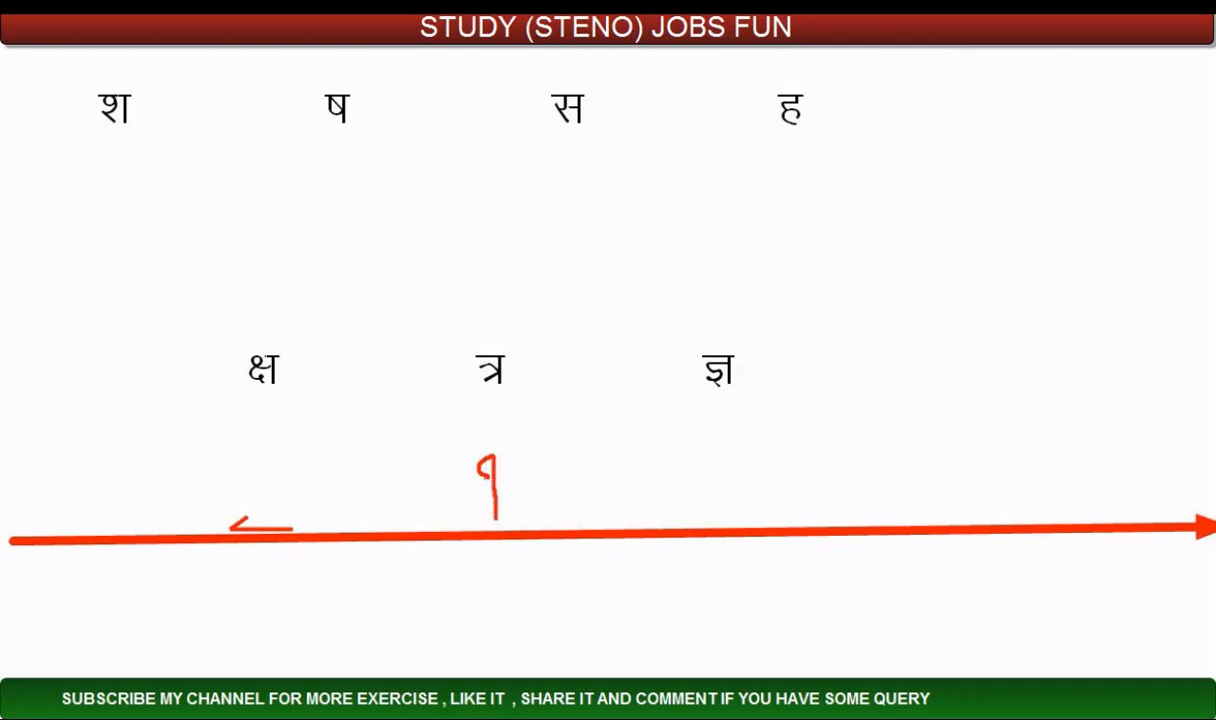 STUDY (STENO) JOBS FUN
श ष स ह
क्ष त्र ज्ञ
SUBSCRIBE MY CHANNEL FOR MORE EXERCISE , LIKE IT , SHARE IT AND COMMENT IF YOU HAVE SOME QUERY